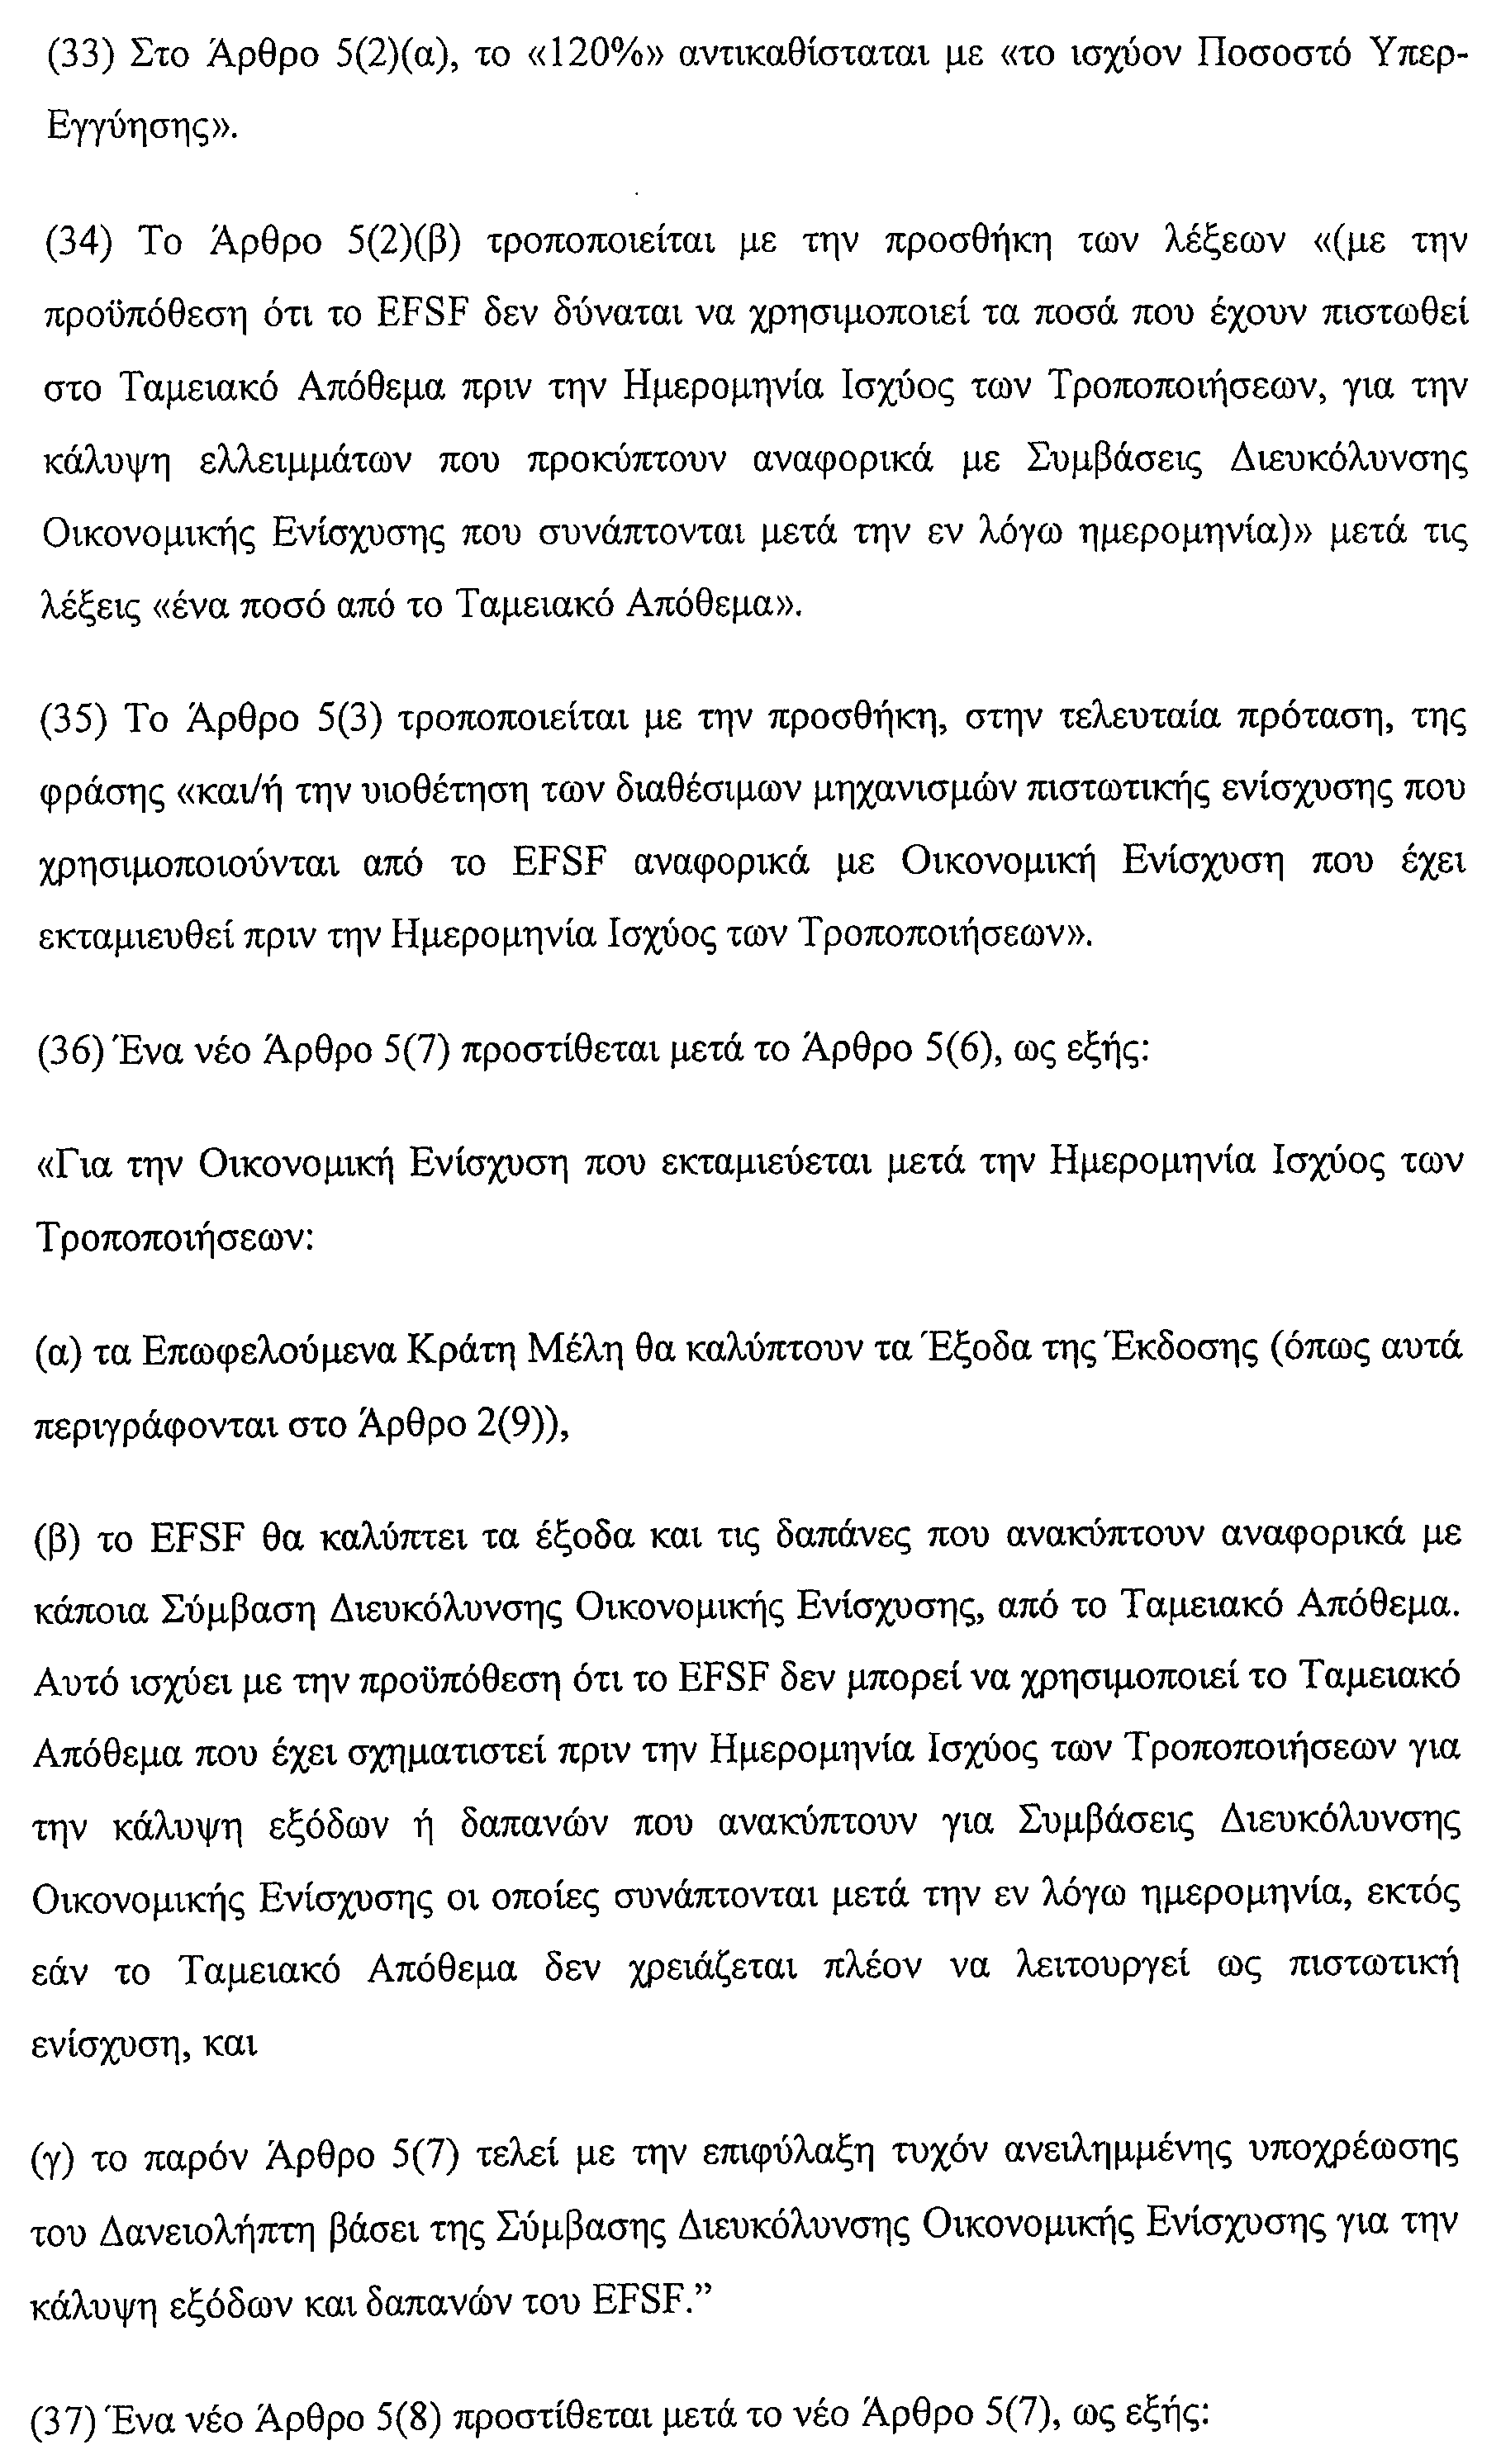 (33) Στο Άρθρο 5(2)(α), το «120%» αντικαθίσταται με «το ισχύον Ποσοστό Υπερ-
Εγγύησης».
(34) Το Άρθρο 5(2)(β) τροποποιείται με την προσθήκη των λέξεων «(με την
προϋπόθεση ότι το EFSF δεν δύναται να χρησιμοποιεί τα ποσά που έχουν πιστωθεί
στο Ταμειακό Απόθεμα πριν την Ημερομηνία Ισχύος των Τροποποιήσεων, για την
κάλυψη ελλειμμάτων που προκύπτουν αναφορικά με Συμβάσεις Διευκόλυνσης
Οικονομικής Ενίσχυσης που συνάπτονται μετά την εν λόγω ημερομηνία)» μετά τις
λέξεις «ένα ποσό από το Ταμειακό Απόθεμα».
(35) Το Άρθρο 5(3) τροποποιείται με την προσθήκη, στην τελευταία πρόταση, της
φράσης «και/ή την υιοθέτηση των διαθέσιμων μηχανισμών πιστωτικής ενίσχυσης που
χρησιμοποιούνται από το EFSF αναφορικά με Οικονομική Ενίσχυση που έχει
εκταμιευθεί πριν την Ημερομηνία Ισχύος των Τροποποιήσεων».
(36) Ένα νέο Άρθρο 5(7) προστίθεται μετά το Άρθρο 5(6), ως εξής:
«Για την Οικονομική Ενίσχυση που εκταμιεύεται μετά την Ημερομηνία Ισχύος των
Τροποποιήσεων:
(α) τα Επωφελούμενα Κράτη Μέλη θα καλύπτουν τα Έξοδα της Έκδοσης (όπως αυτά
περιγράφονται στο Άρθρο 2(9)),
(β) το EFSF θα καλύπτει τα έξοδα και τις δαπάνες που ανακύπτουν αναφορικά με
κάποια Σύμβαση Διευκόλυνσης Οικονομικής Ενίσχυσης, από το Ταμειακό Απόθεμα.
Αυτό ισχύει με την προϋπόθεση ότι το EFSF δεν μπορεί να χρησιμοποιεί το Ταμειακό
Απόθεμα που έχει σχηματιστεί πριν την Ημερομηνία Ισχύος των Τροποποιήσεων για
την κάλυψη εξόδων ή δαπανών που ανακύπτουν για Συμβάσεις Διευκόλυνσης
Οικονομικής Ενίσχυσης οι οποίες συνάπτονται μετά την εν λόγω ημερομηνία, εκτός
εάν το Ταμειακό Απόθεμα δεν χρειάζεται πλέον να λειτουργεί ως πιστωτική
ενίσχυση, και
(γ) το παρόν Άρθρο 5(7) τελεί με την επιφύλαξη τυχόν ανειλημμένης υποχρέωσης
του Δανειολήπτη βάσει της Σύμβασης Διευκόλυνσης Οικονομικής Ενίσχυσης για την
κάλυψη εξόδων και δαπανών του EFSF.”
(37) Ένα νέο Άρθρο 5(8) προστίθεται μετά το νέο Άρθρο 5(7), ως εξής: